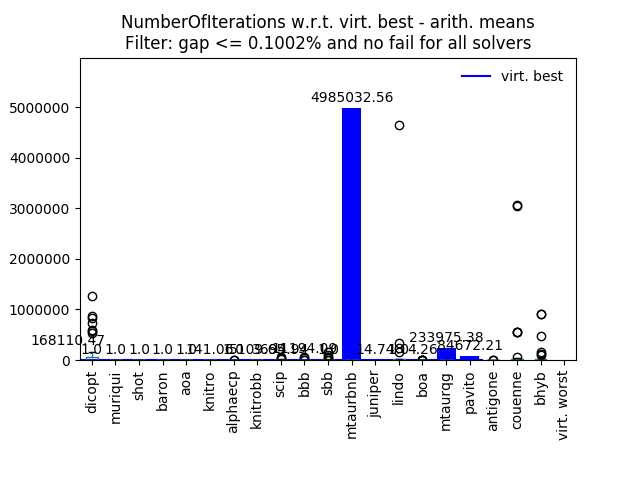 NumberOfIterations w.r.t. virt. best - arith. means
Filter: gap <= 0.1002% and no fail for all solvers
virt. best
4985032.56
5000000
4000000
3000000
2000000
1000000
0
168110.47
233975.38
84672.21
1.0 1.0 1.0 1.0 1.0
dicopt
muriqui
shot
baron
aoa
knitro
alphaecp
knitrobb
scip
bbb
sbb
mtaurbnb
juniper
lindo
boa
mtaurqg
pavito
antigone
couenne
bhyb
virt. worst